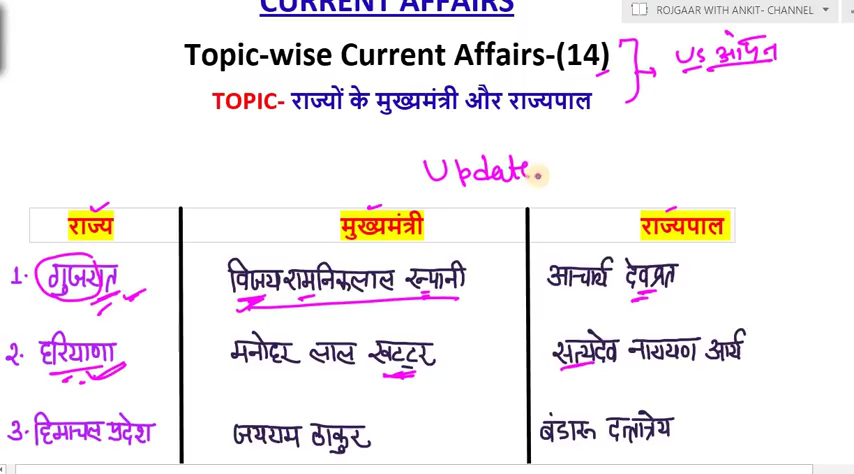 CURRENT AFFAIRS
ROJGAAR WITH ANKIT- CHANNEL
Topic-wise Current Affairs-(14)
US ओपन
TOPIC- राज्यों के मुख्यमंत्री और राज्यपाल
Update
राज्य मुख्यमंत्री राज्यपाल
1. गुजरात विजय रामनिकलाल रूपानी आचार्य देवव्रत
2. हरियाणा मनोहर लाल खट्टर सत्यदेव नारायण आर्य
3. हिमाचल प्रदेश जयराम ठाकुर बंडारू दत्तात्रेय